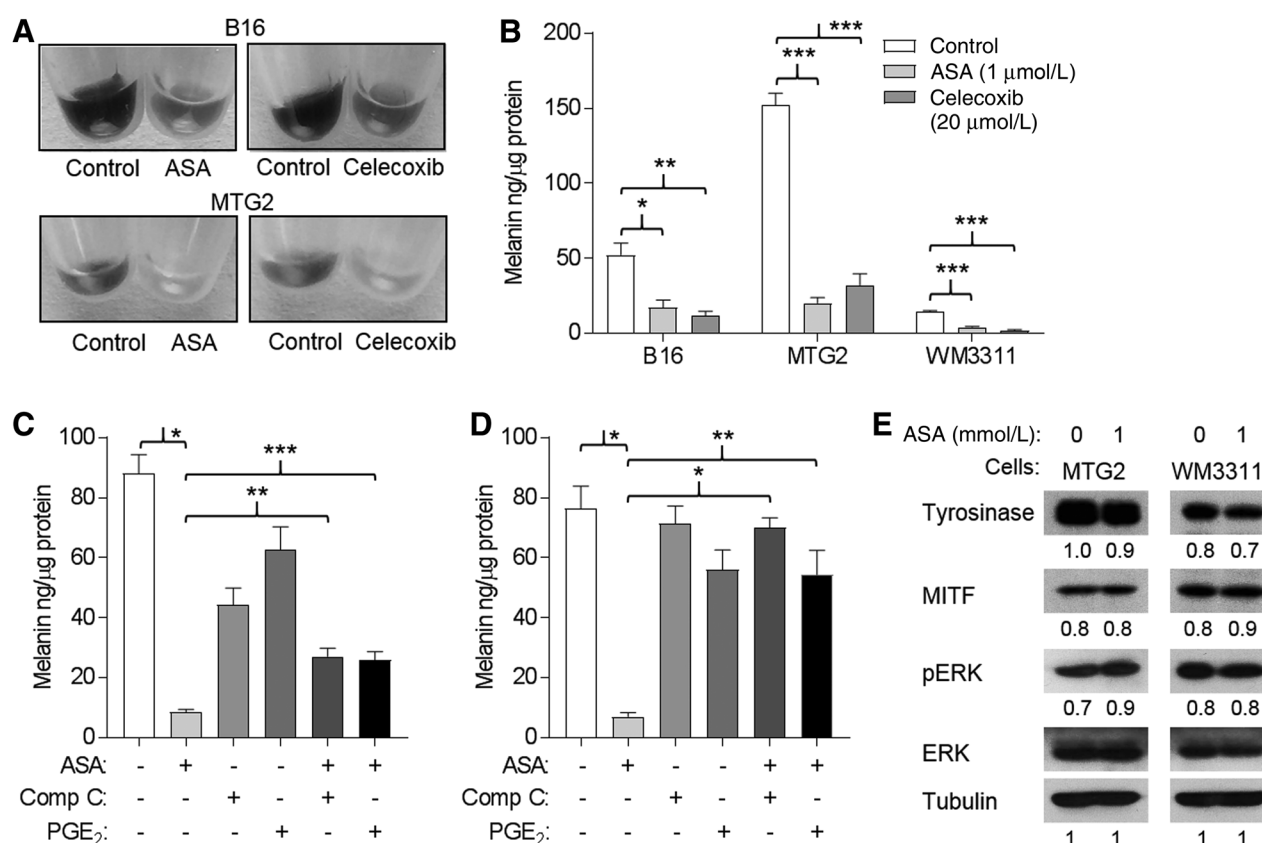 A
B16
Control ASA
Control Celecoxib
MTG2
Control ASA
Control Celecoxib
B
Melanin ng/μg protein
200
150
100
50
0
*
**
***
***
***
***
Control
ASA (1 μmol/L)
Celecoxib
(20 μmol/L)
B16 MTG2 WM3311
C
Melanin ng/μg protein
100
80
60
40
20
0
*
***
**
ASA: - + - - + +
Comp C: - - + - + -
PGE₂: - - - + - +
D
Melanin ng/μg protein
100
80
60
40
20
0
*
**
*
ASA: - + - - + +
Comp C: - - + - + -
PGE₂: - - - + - +
E
ASA (mmol/L): 0 1 0 1
Cells: MTG2 WM3311
Tyrosinase
1.0 0.9 0.8 0.7
MITF
0.8 0.8 0.8 0.9
pERK
0.7 0.9 0.8 0.8
ERK
Tubulin
1 1 1 1